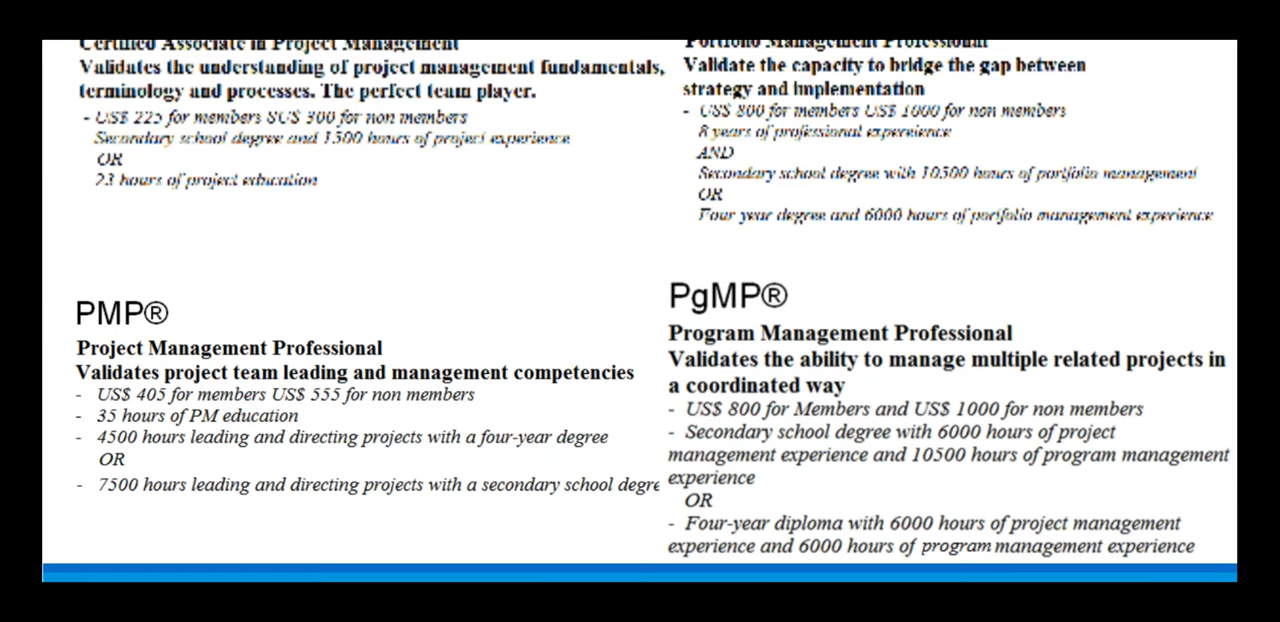 Certified Associate in Project Management
Validates the understanding of project management fundamentals,
terminology and processes. The perfect team player.
- US$ 225 for members SUS 300 for non members
Secondary school degree and 1500 hours of project experience
OR
23 hours of project education
Portfolio Management Professional
Validate the capacity to bridge the gap between
strategy and implementation
- US$ 800 for members US$ 1000 for non members
8 years of professional expereience
AND
Secondary school degree with 10500 hours of portfolio management
OR
Four year degree and 6000 hours of portfolio management experience
PMP®
Project Management Professional
Validates project team leading and management competencies
- US$ 405 for members US$ 555 for non members
- 35 hours of PM education
- 4500 hours leading and directing projects with a four-year degree
OR
- 7500 hours leading and directing projects with a secondary school degre
PgMP®
Program Management Professional
Validates the ability to manage multiple related projects in
a coordinated way
- US$ 800 for Members and US$ 1000 for non members
- Secondary school degree with 6000 hours of project
management experience and 10500 hours of program management
experience
OR
- Four-year diploma with 6000 hours of project management
experience and 6000 hours of program management experience